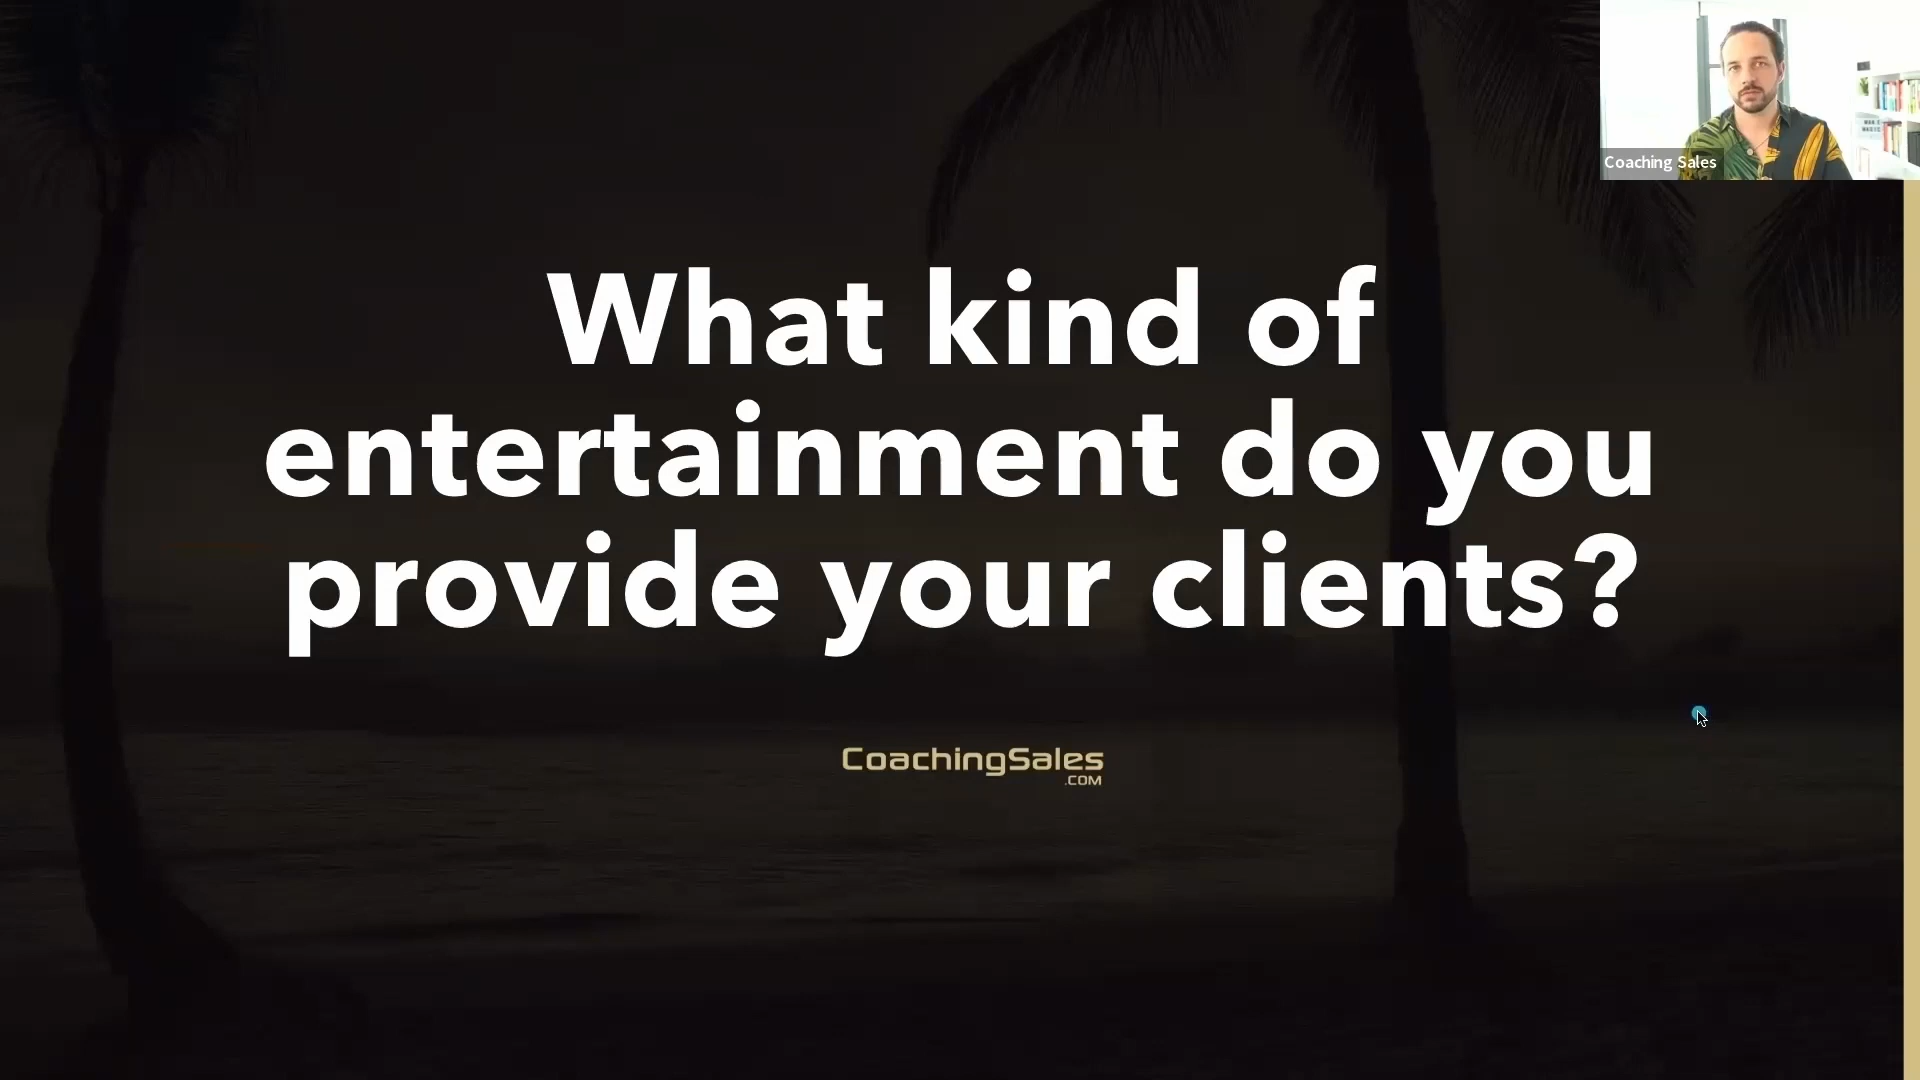 Coaching Sales
What kind of
entertainment do you
provide your clients?
CoachingSales
.COM